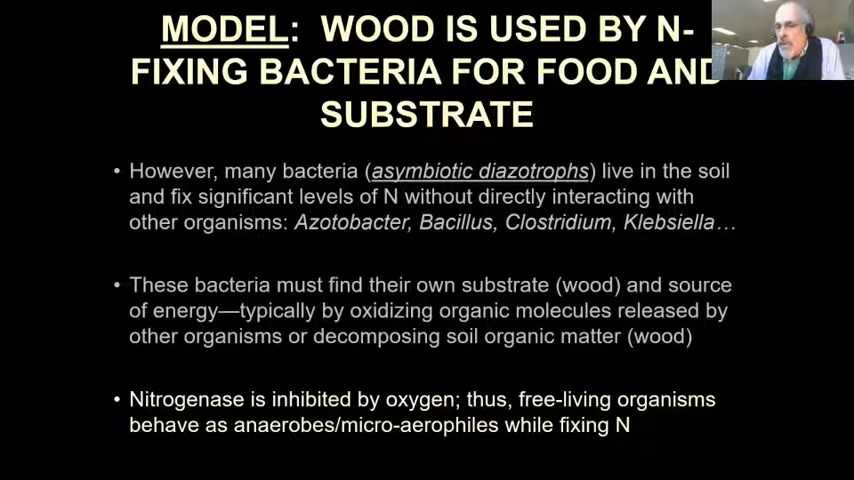 MODEL: WOOD IS USED BY N-
FIXING BACTERIA FOR FOOD AND
SUBSTRATE
• However, many bacteria (asymbiotic diazotrophs) live in the soil
and fix significant levels of N without directly interacting with
other organisms: Azotobacter, Bacillus, Clostridium, Klebsiella…
• These bacteria must find their own substrate (wood) and source
of energy—typically by oxidizing organic molecules released by
other organisms or decomposing soil organic matter (wood)
• Nitrogenase is inhibited by oxygen; thus, free-living organisms
behave as anaerobes/micro-aerophiles while fixing N